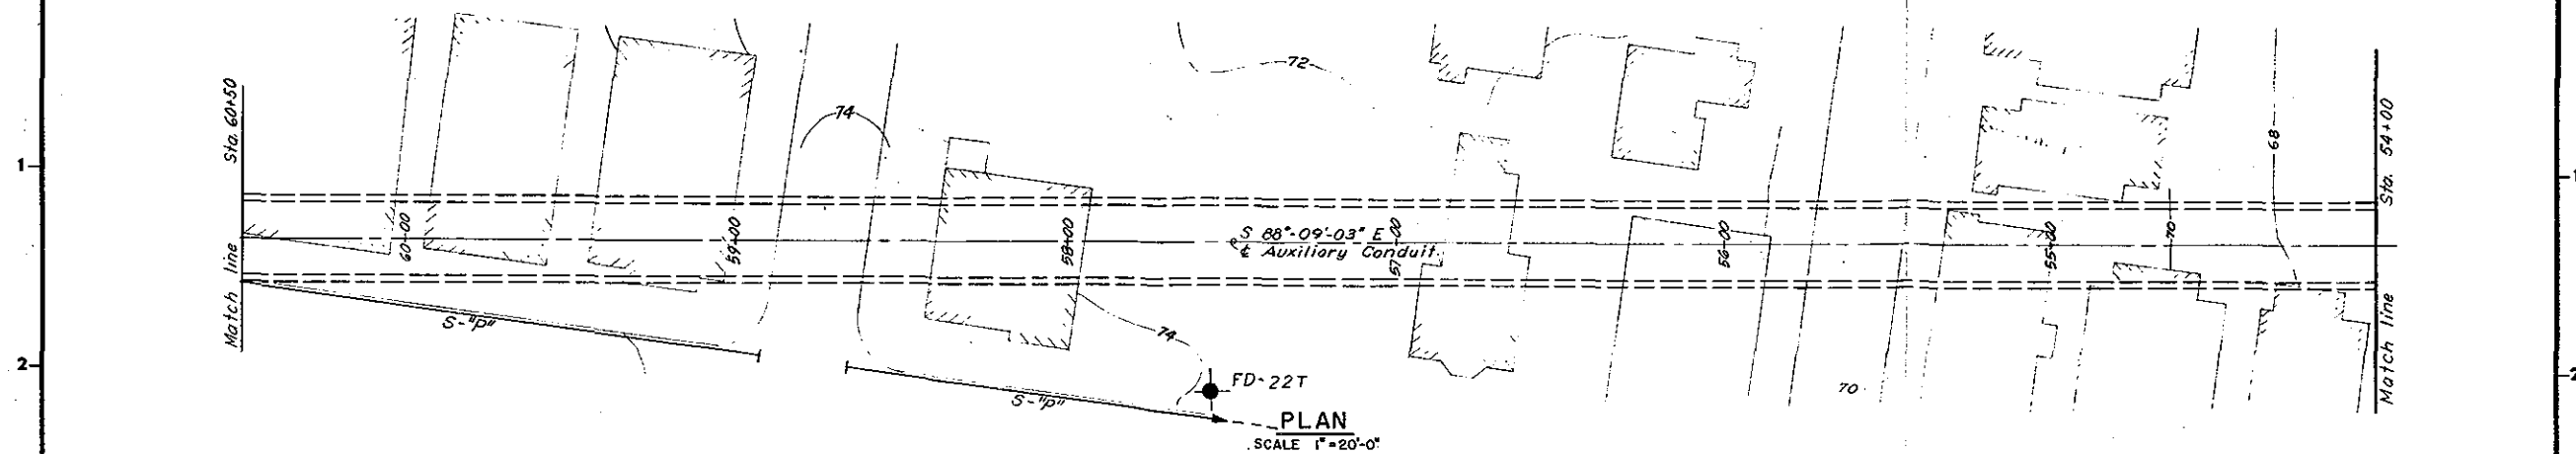 72
74
Sta. 60+50
Sta. 54+00
68
1
1
60+00
59+00
58+00
57+00
56+00
55+00
70
S 88°-09'-03" E
℄ Auxiliary Conduit
Match line
Match line
S-"P"
74
2
2
FD-22T
70
S-"P"
PLAN
SCALE 1"=20'-0"